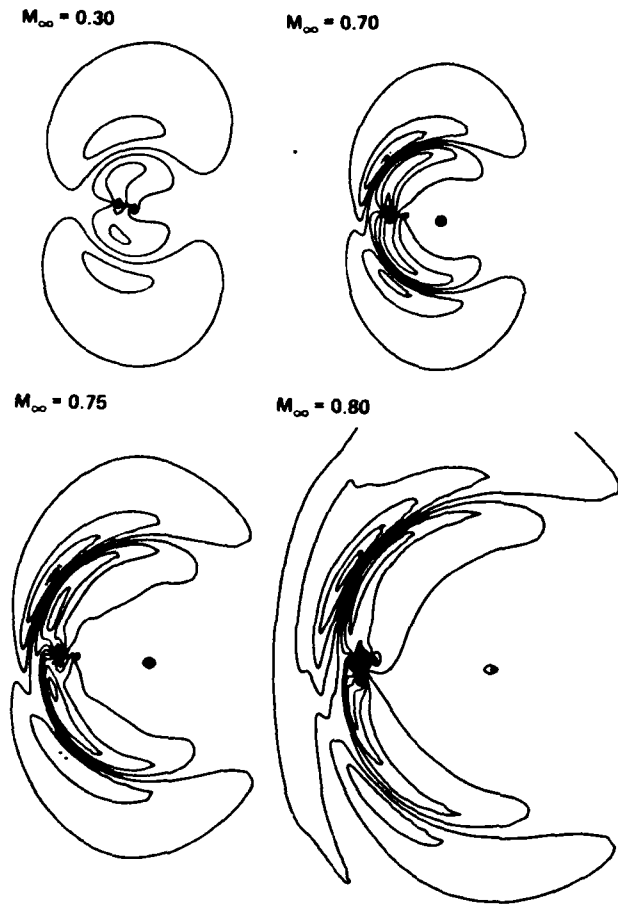 M∞ = 0.30
M∞ = 0.70
M∞ = 0.75
M∞ = 0.80